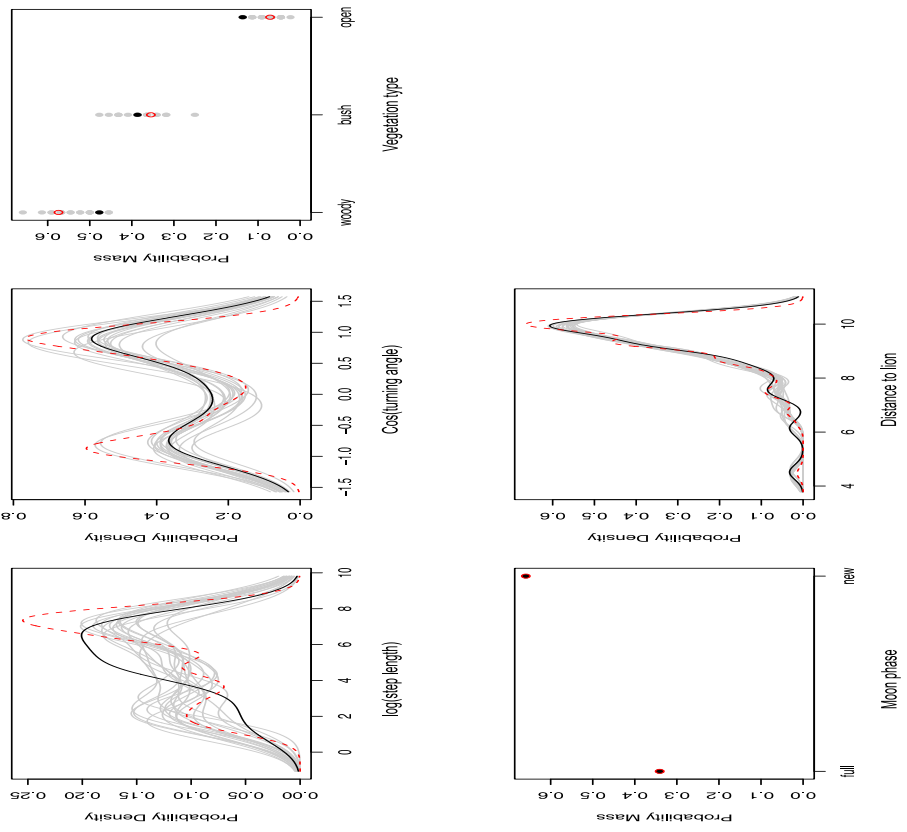 Probability Density
0.25
0.20
0.15
0.10
0.05
0.00
0 2 4 6 8 10
log(step length)
Probability Density
0.8
0.6
0.4
0.2
0.0
-1.5 -1.0 -0.5 0.0 0.5 1.0 1.5
Cos(turning angle)
Probability Mass
0.6
0.5
0.4
0.3
0.2
0.1
0.0
woody bush open
Vegetation type
Probability Mass
0.6
0.5
0.4
0.3
0.2
0.1
0.0
full new
Moon phase
Probability Density
0.6
0.5
0.4
0.3
0.2
0.1
0.0
4 6 8 10
Distance to lion